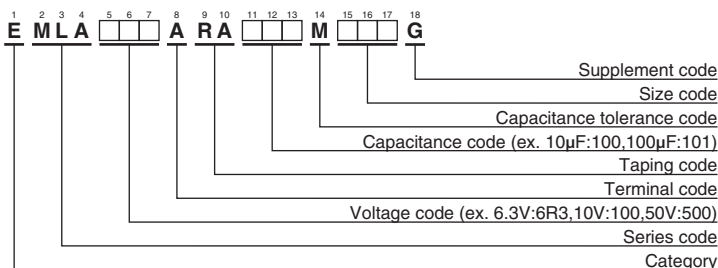 1 2 3 4 5 6 7 8 9 10 11 12 13 14 15 16 17 18
E M L A □□□ A R A □□□ M □□□ G
Supplement code
Size code
Capacitance tolerance code
Capacitance code (ex. 10μF:100,100μF:101)
Taping code
Terminal code
Voltage code (ex. 6.3V:6R3,10V:100,50V:500)
Series code
Category